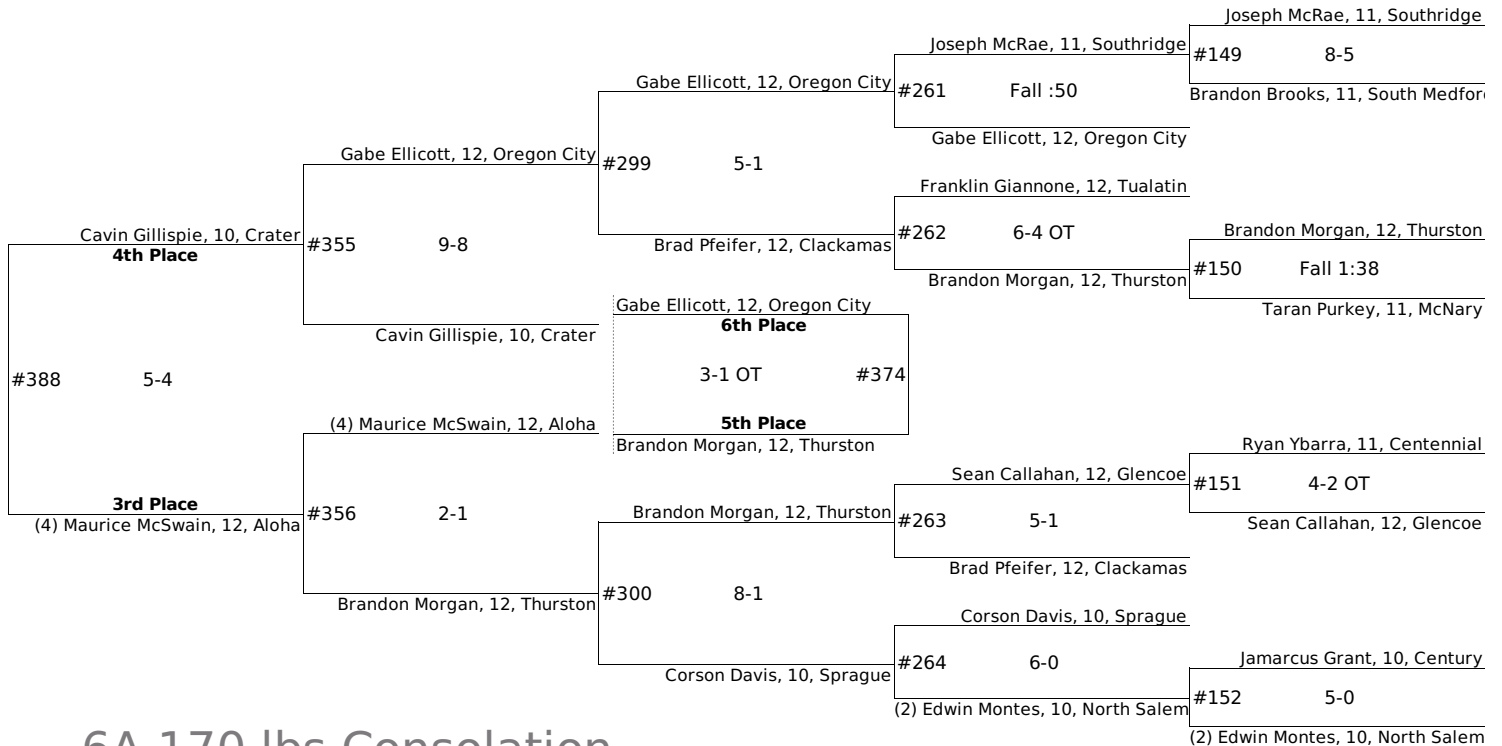 Joseph McRae, 11, Southridge
Joseph McRae, 11, Southridge
#149 8-5
Gabe Ellicott, 12, Oregon City
#261 Fall :50
Brandon Brooks, 11, South Medford
Gabe Ellicott, 12, Oregon City
Gabe Ellicott, 12, Oregon City
#299 5-1
Franklin Giannone, 12, Tualatin
Cavin Gillispie, 10, Crater
4th Place
#355 9-8
Brad Pfeifer, 12, Clackamas
#262 6-4 OT
Brandon Morgan, 12, Thurston
#150 Fall 1:38
Brandon Morgan, 12, Thurston
Gabe Ellicott, 12, Oregon City
Taran Purkey, 11, McNary
6th Place
Cavin Gillispie, 10, Crater
#388 5-4
3-1 OT #374
(4) Maurice McSwain, 12, Aloha
5th Place
Brandon Morgan, 12, Thurston
Ryan Ybarra, 11, Centennial
Sean Callahan, 12, Glencoe
#151 4-2 OT
3rd Place
(4) Maurice McSwain, 12, Aloha
#356 2-1
Brandon Morgan, 12, Thurston
#263 5-1
Sean Callahan, 12, Glencoe
Brad Pfeifer, 12, Clackamas
Brandon Morgan, 12, Thurston
#300 8-1
Corson Davis, 10, Sprague
Corson Davis, 10, Sprague
#264 6-0
Jamarcus Grant, 10, Century
(2) Edwin Montes, 10, North Salem
#152 5-0
(2) Edwin Montes, 10, North Salem
6A 170 lbs Consolation